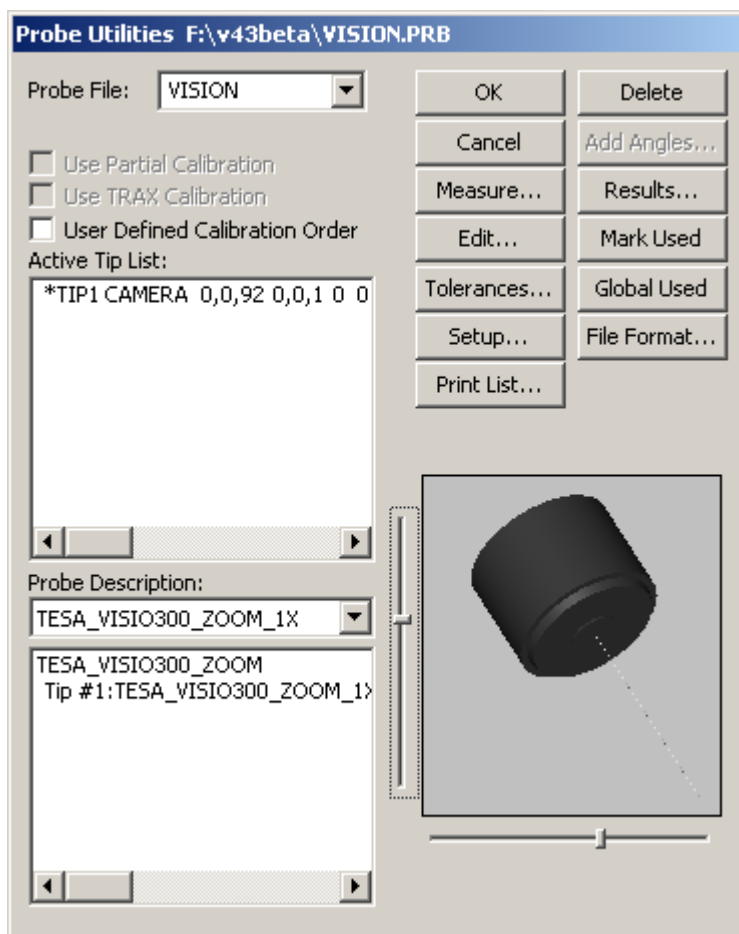 Probe Utilities F:\v43beta\VISION.PRB
Probe File: VISION
OK
Delete
Cancel
Add Angles...
Use Partial Calibration
Use TRAX Calibration
Measure...
Results...
User Defined Calibration Order
Edit...
Mark Used
Active Tip List:
*TIP1 CAMERA 0,0,92 0,0,1 0 0
Tolerances...
Global Used
Setup...
File Format...
Print List...
Probe Description:
TESA_VISIO300_ZOOM_1X
TESA_VISIO300_ZOOM
Tip #1:TESA_VISIO300_ZOOM_1X